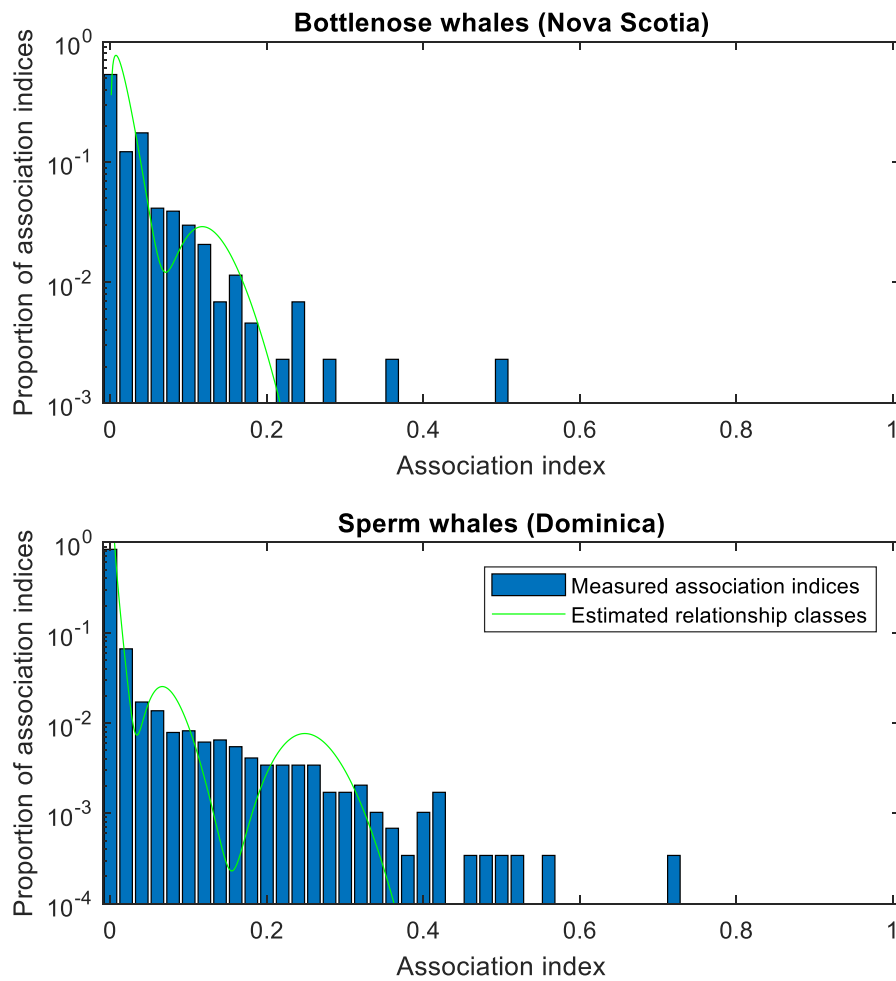 Bottlenose whales (Nova Scotia)
10^0
10^-1
10^-2
10^-3
Proportion of association indices
0 0.2 0.4 0.6 0.8 1
Association index
Sperm whales (Dominica)
10^0
10^-1
10^-2
10^-3
10^-4
Proportion of association indices
Measured association indices
Estimated relationship classes
0 0.2 0.4 0.6 0.8 1
Association index